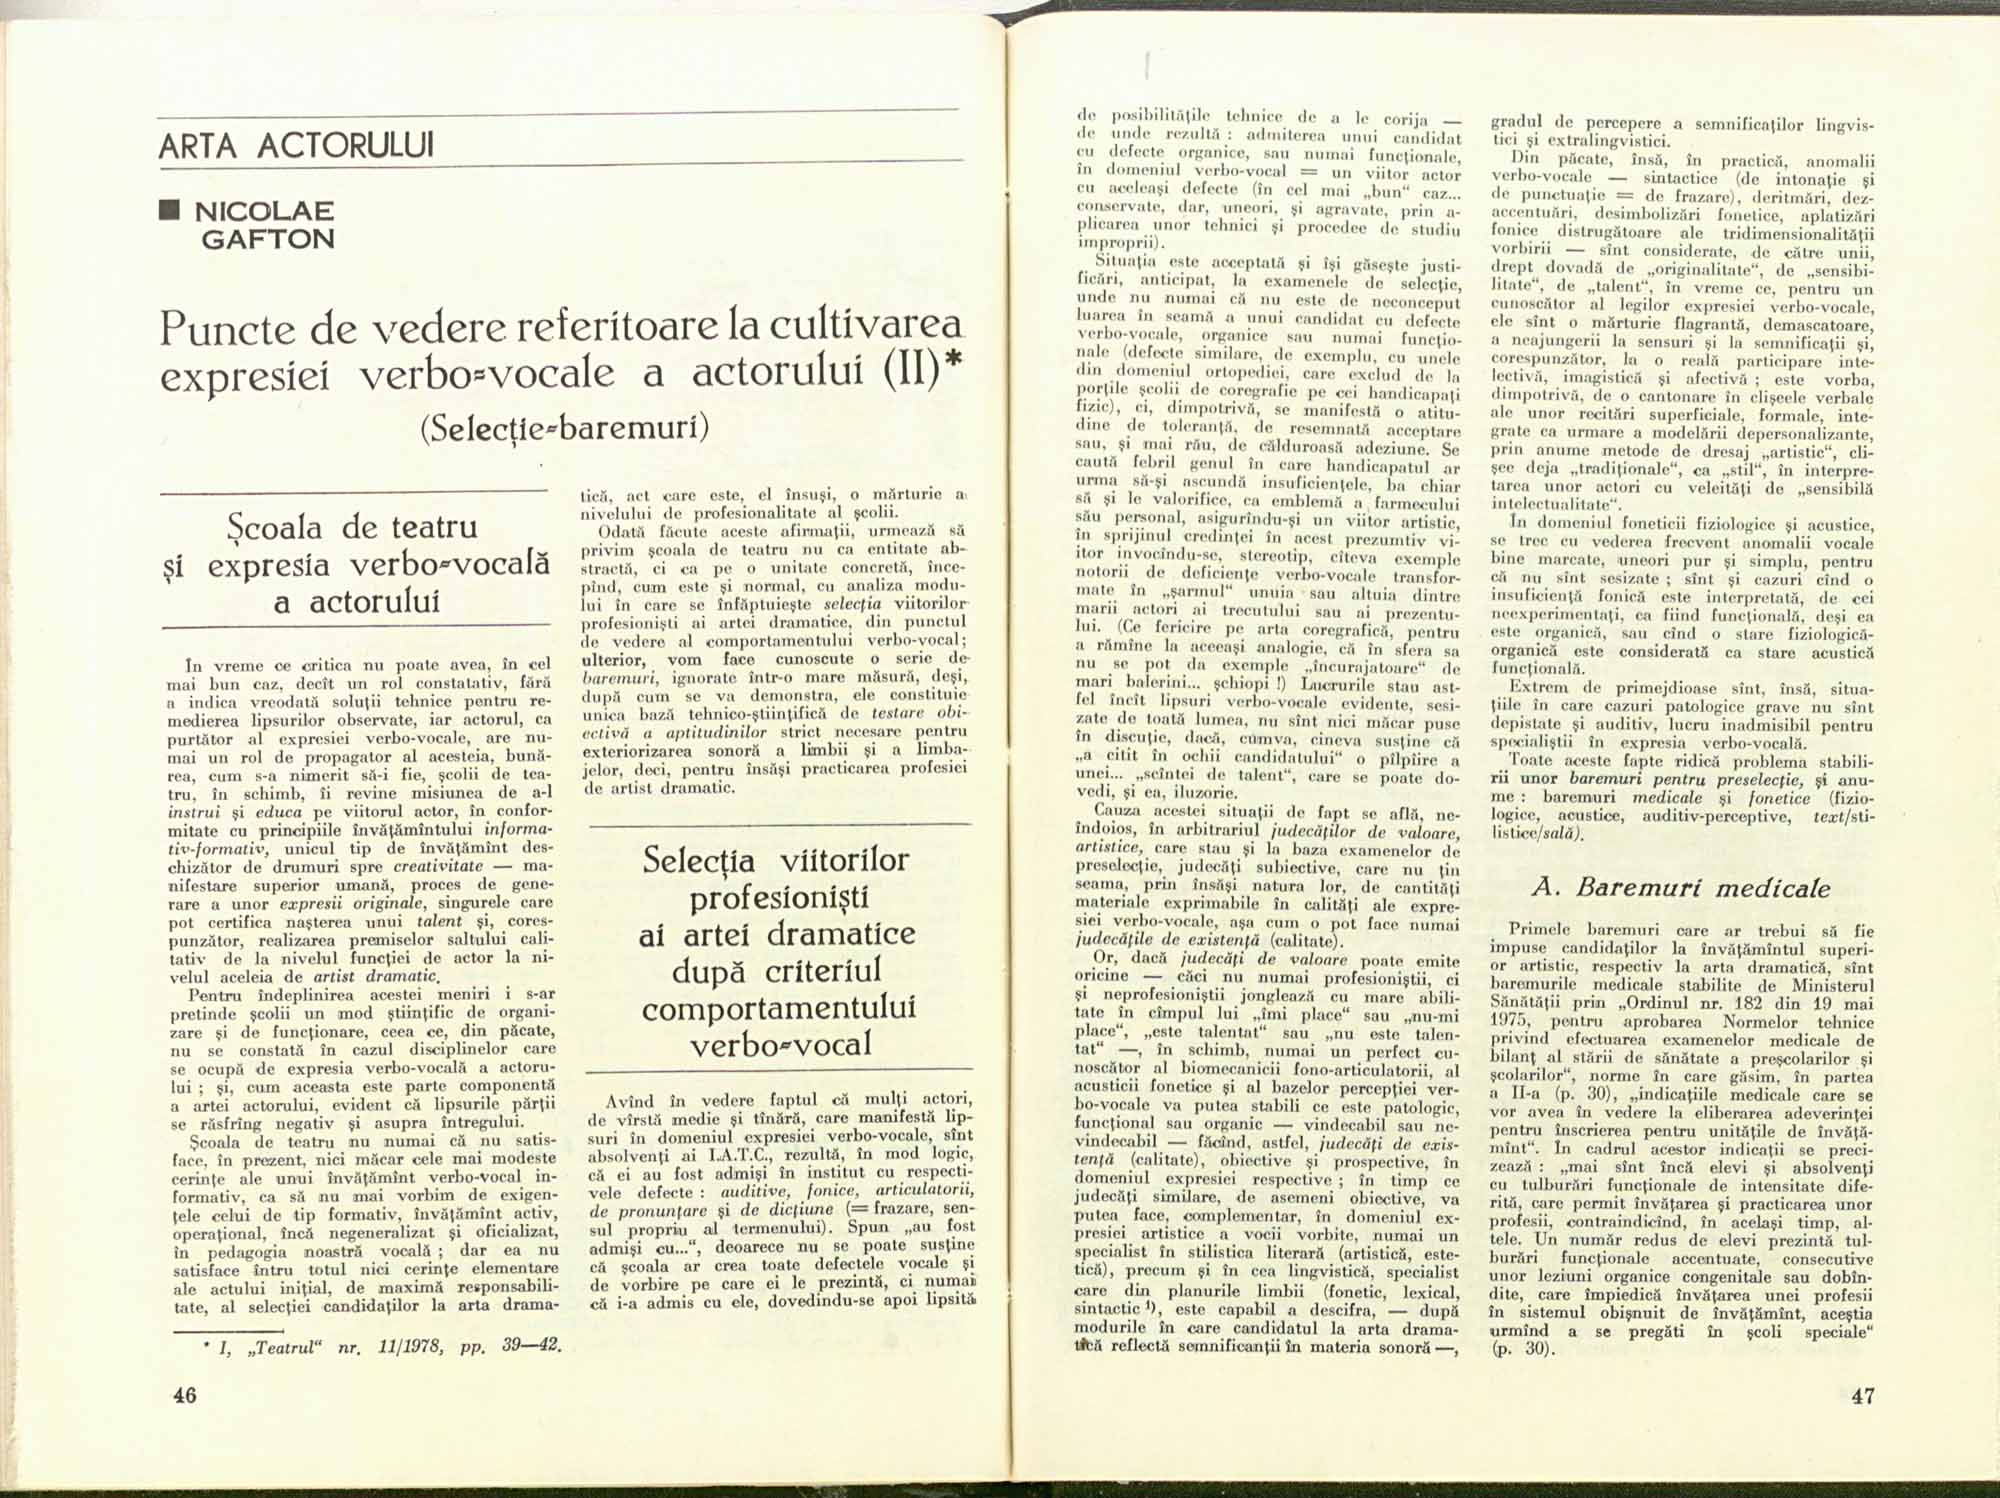 ARTA ACTORULUI
■ NICOLAE
GAFTON
Puncte de vedere referitoare la cultivarea
expresiei verbo-vocale a actorului (II)*
(Selecție-baremuri)
Școala de teatru
și expresia verbo-vocală
a actorului
In vreme ce critica nu poate avea, în cel
mai bun caz, decît un rol constatativ, fără
a indica vreodată soluții tehnice pentru re-
medierea lipsurilor observate, iar actorul, ca
purtător al expresiei verbo-vocale, are nu-
mai un rol de propagator al acesteia, bună-
rea, cum s-a nimerit să-i fie, școlii de tea-
tru, în schimb, îi revine misiunea de a-l
instrui și educa pe viitorul actor, în confor-
mitate cu principiile învățămîntului informa-
tiv-formativ, unicul tip de învățămînt des-
chizător de drumuri spre creativitate — ma-
nifestare superior umană, proces de gene-
rare a unor expresii originale, singurele care
pot certifica nașterea unui talent și, cores-
punzător, realizarea premiselor saltului cali-
tativ de la nivelul funcției de actor la ni-
velul aceleia de artist dramatic.
Pentru îndeplinirea acestei meniri i s-ar
pretinde școlii un mod științific de organi-
zare și de funcționare, ceea ce, din păcate,
nu se constată în cazul disciplinelor care
se ocupă de expresia verbo-vocală a actoru-
lui ; și, cum aceasta este parte componentă
a artei actorului, evident că lipsurile părții
se răsfrîng negativ și asupra întregului.
Școala de teatru nu numai că nu satis-
face, în prezent, nici măcar cele mai modeste
cerințe ale unui învățămînt verbo-vocal in-
formativ, ca să nu mai vorbim de exigen-
țele celui de tip formativ, învățămînt activ,
operațional, încă negeneralizat și oficializat,
în pedagogia noastră vocală ; dar ea nu
satisface întru totul nici cerințe elementare
ale actului inițial, de maximă responsabili-
tate, al selecției candidaților la arta drama-
* I, „Teatrul“ nr. 11/1978, pp. 39—42.
46
tică, act care este, el însuși, o mărturie a
nivelului de profesionalitate al școlii.
Odată făcute aceste afirmații, urmează să
privim școala de teatru nu ca entitate ab-
stractă, ci ca pe o unitate concretă, înce-
pînd, cum este și normal, cu analiza modu-
lui în care se înfăptuiește selecția viitorilor
profesioniști ai artei dramatice, din punctul
de vedere al comportamentului verbo-vocal;
ulterior, vom face cunoscute o serie de
baremuri, ignorate într-o mare măsură, deși,
după cum se va demonstra, ele constituie
unica bază tehnico-științifică de testare obi-
ectivă a aptitudinilor strict necesare pentru
exteriorizarea sonoră a limbii și a limba-
jelor, deci, pentru însăși practicarea profesiei
de artist dramatic.
Selecția viitorilor
profesioniști
ai artei dramatice
după criteriul
comportamentului
verbo-vocal
Avînd în vedere faptul că mulți actori,
de vîrstă medie și tînără, care manifestă lip-
suri în domeniul expresiei verbo-vocale, sînt
absolvenți ai I.A.T.C., rezultă, în mod logic,
că ei au fost admiși în institut cu respecti-
vele defecte : auditive, fonice, articulatorii,
de pronunțare și de dicțiune (= frazare, sen-
sul propriu al termenului). Spun „au fost
admiși cu...“, deoarece nu se poate susține
că școala ar crea toate defectele vocale și
de vorbire pe care ei le prezintă, ci numai
că i-a admis cu ele, dovedindu-se apoi lipsită
de posibilitățile tehnice de a le corija —
de unde rezultă : admiterea unui candidat
cu defecte organice, sau numai funcționale,
în domeniul verbo-vocal = un viitor actor
cu aceleași defecte (în cel mai „bun“ caz...
conservate, dar, uneori, și agravate, prin a-
plicarea unor tehnici și procedee de studiu
improprii).
Situația este acceptată și își găsește justi-
ficări, anticipat, la examenele de selecție,
unde nu numai că nu este de neconceput
luarea în seamă a unui candidat cu defecte
verbo-vocale, organice sau numai funcțio-
nale (defecte similare, de exemplu, cu unele
din domeniul ortopediei, care exclud de la
porțile școlii de coregrafie pe cei handicapați
fizic), ci, dimpotrivă, se manifestă o atitu-
dine de toleranță, de resemnată acceptare
sau, și mai rău, de călduroasă adeziune. Se
caută febril genul în care handicapatul ar
urma să-și ascundă insuficiențele, ba chiar
să și le valorifice, ca emblemă a farmecului
său personal, asigurîndu-și un viitor artistic,
în sprijinul credinței în acest prezumtiv vi-
itor invocîndu-se, stereotip, cîteva exemple
notorii de deficiențe verbo-vocale transfor-
mate în „șarmul“ unuia sau altuia dintre
marii actori ai trecutului sau ai prezentu-
lui. (Ce fericire pe arta coregrafică, pentru
a rămîne la aceeași analogie, că în sfera sa
nu se pot da exemple „încurajatoare“ de
mari balerini... șchiopi !) Lucrurile stau ast-
fel încît lipsuri verbo-vocale evidente, sesi-
zate de toată lumea, nu sînt nici măcar puse
în discuție, dacă, cumva, cineva susține că
„a citit în ochii candidatului“ o pîlpîire a
unei... „scîntei de talent“, care se poate do-
vedi, și ea, iluzorie.
Cauza acestei situații de fapt se află, ne-
îndoios, în arbitrariul judecăților de valoare,
artistice, care stau și la baza examenelor de
preselecție, judecăți subiective, care nu țin
seama, prin însăși natura lor, de cantități
materiale exprimabile în calități ale expre-
siei verbo-vocale, așa cum o pot face numai
judecățile de existență (calitate).
Or, dacă judecăți de valoare poate emite
oricine — căci nu numai profesioniștii, ci
și neprofesioniștii jonglează cu mare abili-
tate în cîmpul lui „îmi place“ sau „nu-mi
place“, „este talentat“ sau „nu este talen-
tat“ —, în schimb, numai un perfect cu-
noscător al biomecanicii fono-articulatorii, al
acusticii fonetice și al bazelor percepției ver-
bo-vocale va putea stabili ce este patologic,
funcțional sau organic — vindecabil sau ne-
vindecabil — făcînd, astfel, judecăți de exis-
tență (calitate), obiective și prospective, în
domeniul expresiei respective ; în timp ce
judecăți similare, de asemeni obiective, va
putea face, complementar, în domeniul ex-
presiei artistice a vocii vorbite, numai un
specialist în stilistica literară (artistică, este-
tică), precum și în cea lingvistică, specialist
care din planurile limbii (fonetic, lexical,
sintactic ¹), este capabil a descifra, — după
modurile în care candidatul la arta drama-
tică reflectă semnificanții în materia sonoră —,
gradul de percepere a semnificaților lingvis-
tici și extralingvistici.
Din păcate, însă, în practică, anomalii
verbo-vocale — sintactice (de intonație și
de punctuație = de frazare), deritmări, dez-
accentuări, desimbolizări fonetice, aplatizări
fonice distrugătoare ale tridimensionalității
vorbirii — sînt considerate, de către unii,
drept dovadă de „originalitate“, de „sensibi-
litate“, de „talent“, în vreme ce, pentru un
cunoscător al legilor expresiei verbo-vocale,
ele sînt o mărturie flagrantă, demascatoare,
a neajungerii la sensuri și la semnificații și,
corespunzător, la o reală participare inte-
lectivă, imagistică și afectivă ; este vorba,
dimpotrivă, de o cantonare în clișeele verbale
ale unor recitări superficiale, formale, inte-
grate ca urmare a modelării depersonalizante,
prin anume metode de dresaj „artistic“, cli-
șee deja „tradiționale“, ca „stil“, în interpre-
tarea unor actori cu veleități de „sensibilă
intelectualitate“.
In domeniul foneticii fiziologice și acustice,
se trec cu vederea frecvent anomalii vocale
bine marcate, uneori pur și simplu, pentru
că nu sînt sesizate ; sînt și cazuri cînd o
insuficiență fonică este interpretată, de cei
neexperimentați, ca fiind funcțională, deși ea
este organică, sau cînd o stare fiziologică-
organică este considerată ca stare acustică
funcțională.
Extrem de primejdioase sînt, însă, situa-
țiile în care cazuri patologice grave nu sînt
depistate și auditiv, lucru inadmisibil pentru
specialiștii în expresia verbo-vocală.
Toate aceste fapte ridică problema stabili-
rii unor baremuri pentru preselecție, și anu-
me : baremuri medicale și fonetice (fizio-
logice, acustice, auditiv-perceptive, text/sti-
listice/sală).
A. Baremuri medicale
Primele baremuri care ar trebui să fie
impuse candidaților la învățămîntul superi-
or artistic, respectiv la arta dramatică, sînt
baremurile medicale stabilite de Ministerul
Sănătății prin „Ordinul nr. 182 din 19 mai
1975, pentru aprobarea Normelor tehnice
privind efectuarea examenelor medicale de
bilanț al stării de sănătate a preșcolarilor și
școlarilor“, norme în care găsim, în partea
a II-a (p. 30), „indicațiile medicale care se
vor avea în vedere la eliberarea adeverinței
pentru înscrierea pentru unitățile de învăță-
mînt“. In cadrul acestor indicații se preci-
zează : „mai sînt încă elevi și absolvenți
cu tulburări funcționale de intensitate dife-
rită, care permit învățarea și practicarea unor
profesii, contraindicînd, în același timp, al-
tele. Un număr redus de elevi prezintă tul-
burări funcționale accentuate, consecutive
unor leziuni organice congenitale sau dobîn-
dite, care împiedică învățarea unei profesii
în sistemul obișnuit de învățămînt, aceștia
urmînd a se pregăti în școli speciale“
(p. 30).
47